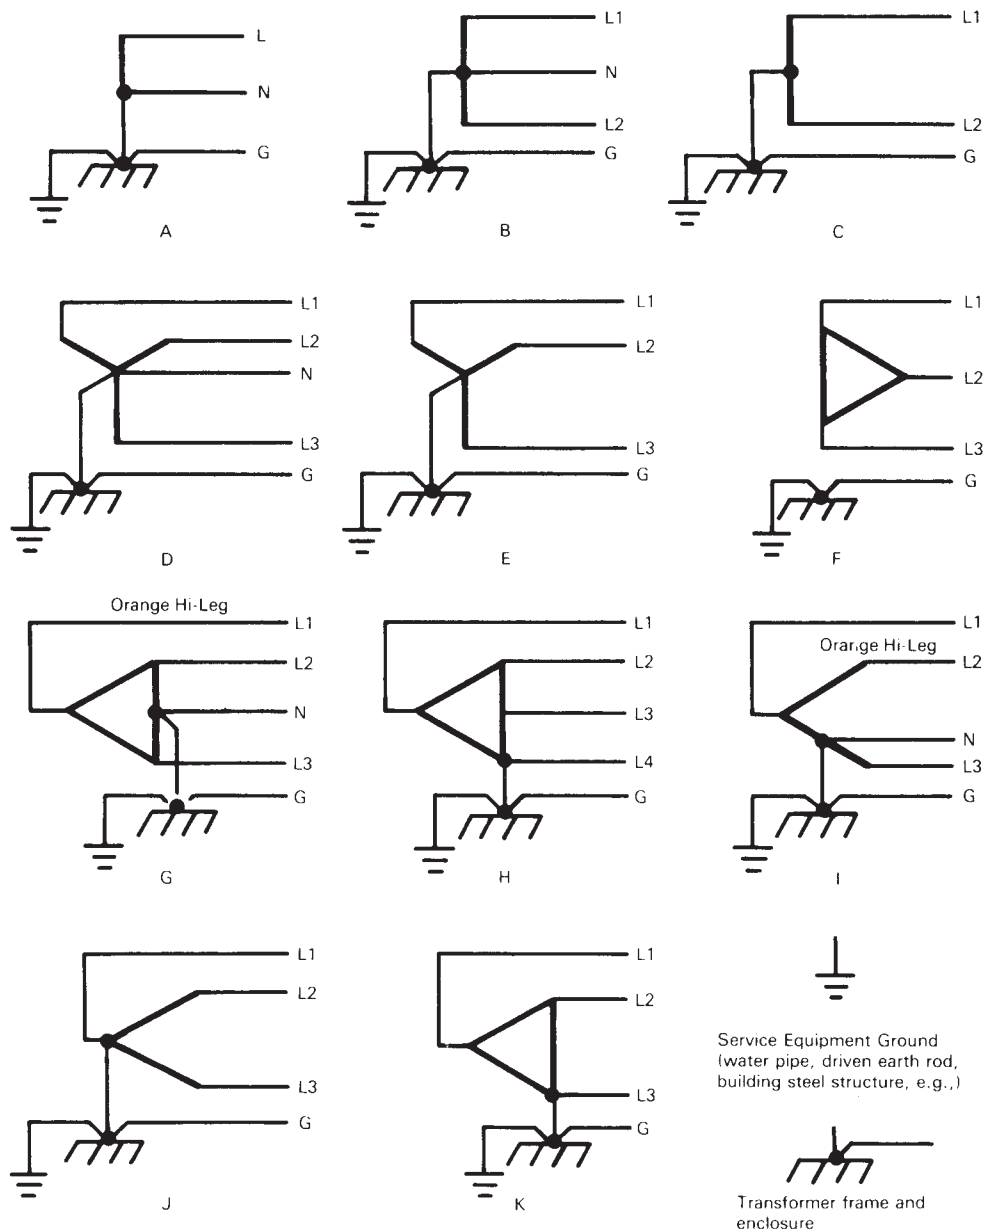 L
N
G
A
L1
N
L2
G
B
L1
L2
G
C
L1
L2
N
L3
G
D
L1
L2
L3
G
E
L1
L2
L3
G
F
Orange Hi-Leg
L1
L2
N
L3
G
G
L1
L2
L3
L4
G
H
L1
Orange Hi-Leg
L2
N
L3
G
I
L1
L2
L3
G
J
L1
L2
L3
G
K
Service Equipment Ground
(water pipe, driven earth rod,
building steel structure, e.g.,)
Transformer frame and
enclosure